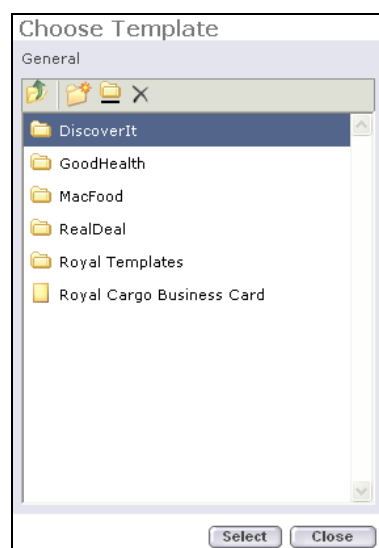 Choose Template
General
DiscoverIt
GoodHealth
MacFood
RealDeal
Royal Templates
Royal Cargo Business Card
Select Close